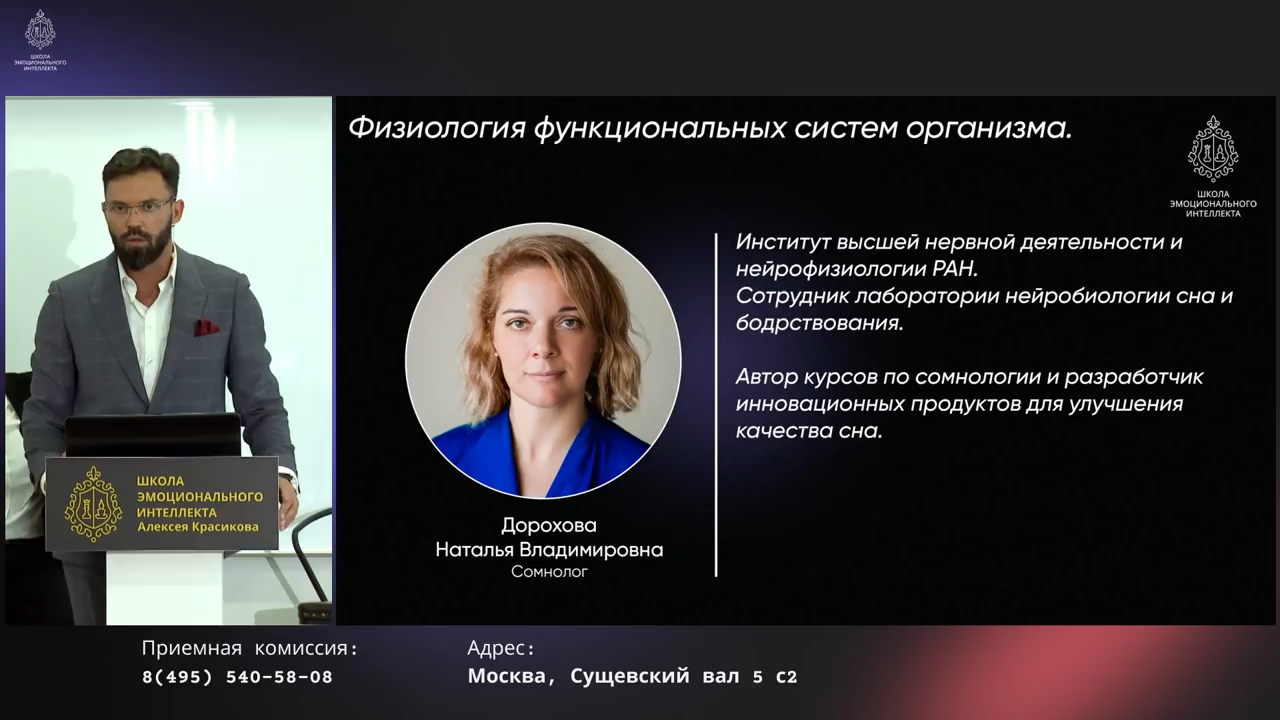 ШКОЛА
ЭМОЦИОНАЛЬНОГО
ИНТЕЛЛЕКТА
Физиология функциональных систем организма.
ШКОЛА
ЭМОЦИОНАЛЬНОГО
ИНТЕЛЛЕКТА
Институт высшей нервной деятельности и
нейрофизиологии РАН.
Сотрудник лаборатории нейробиологии сна и
бодрствования.
Автор курсов по сомнологии и разработчик
инновационных продуктов для улучшения
качества сна.
Дорохова
Наталья Владимировна
Сомнолог
ШКОЛА
ЭМОЦИОНАЛЬНОГО
ИНТЕЛЛЕКТА
Алексея Красикова
Приемная комиссия:
8(495) 540-58-08
Адрес:
Москва, Сущевский вал 5 с2